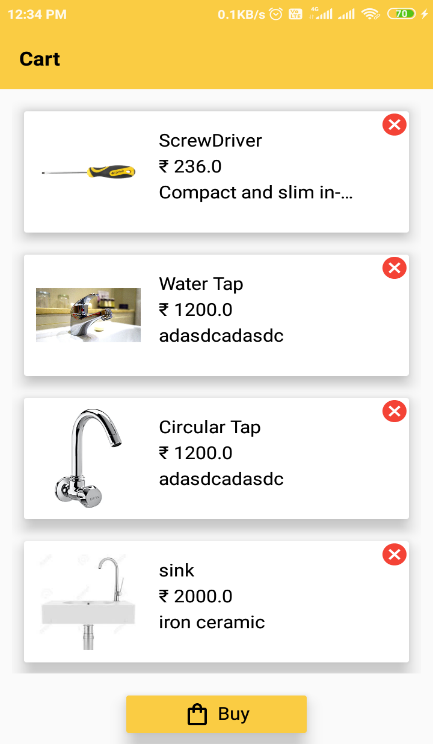 12:34 PM 0.1KB/s 4G 70
Cart
ScrewDriver
₹ 236.0
Compact and slim in-...
Water Tap
₹ 1200.0
adasdcadasdc
Circular Tap
₹ 1200.0
adasdcadasdc
sink
₹ 2000.0
iron ceramic
Buy